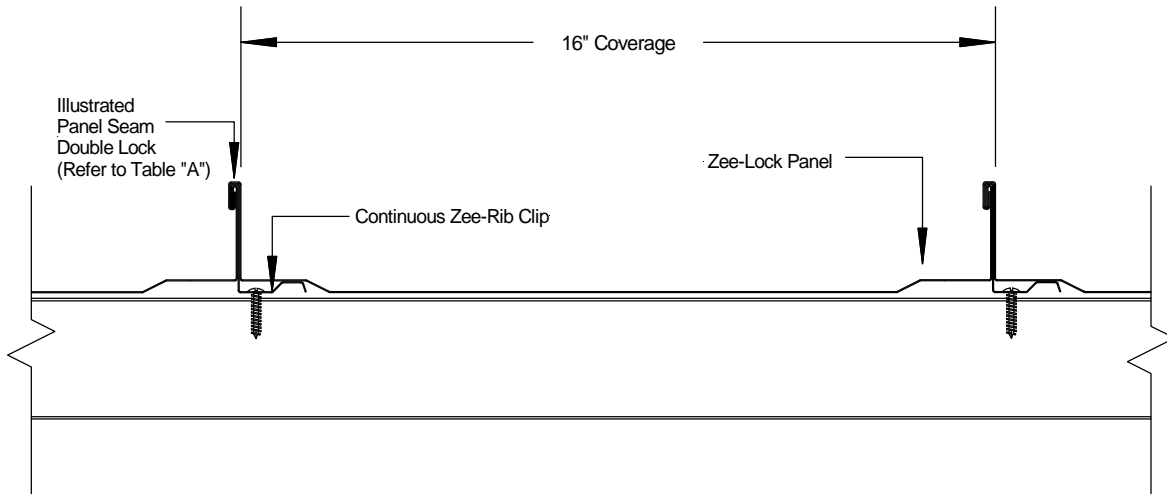 16" Coverage
Illustrated
Panel Seam
Double Lock
(Refer to Table "A")
Zee-Lock Panel
Continuous Zee-Rib Clip